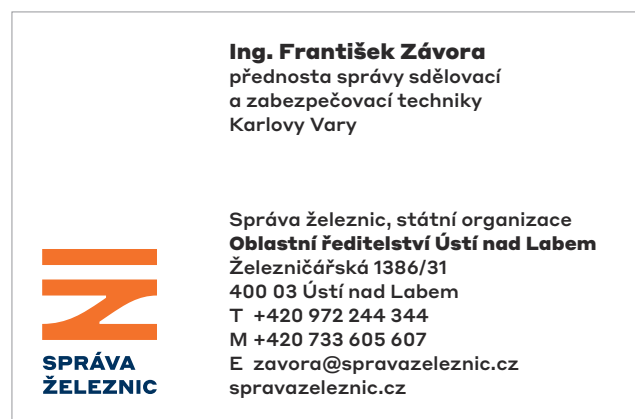 Ing. František Závora
přednosta správy sdělovací
a zabezpečovací techniky
Karlovy Vary
Správa železnic, státní organizace
Oblastní ředitelství Ústí nad Labem
Železničářská 1386/31
400 03 Ústí nad Labem
T +420 972 244 344
M +420 733 605 607
E zavora@spravazeleznic.cz
spravazeleznic.cz
SPRÁVA
ŽELEZNIC